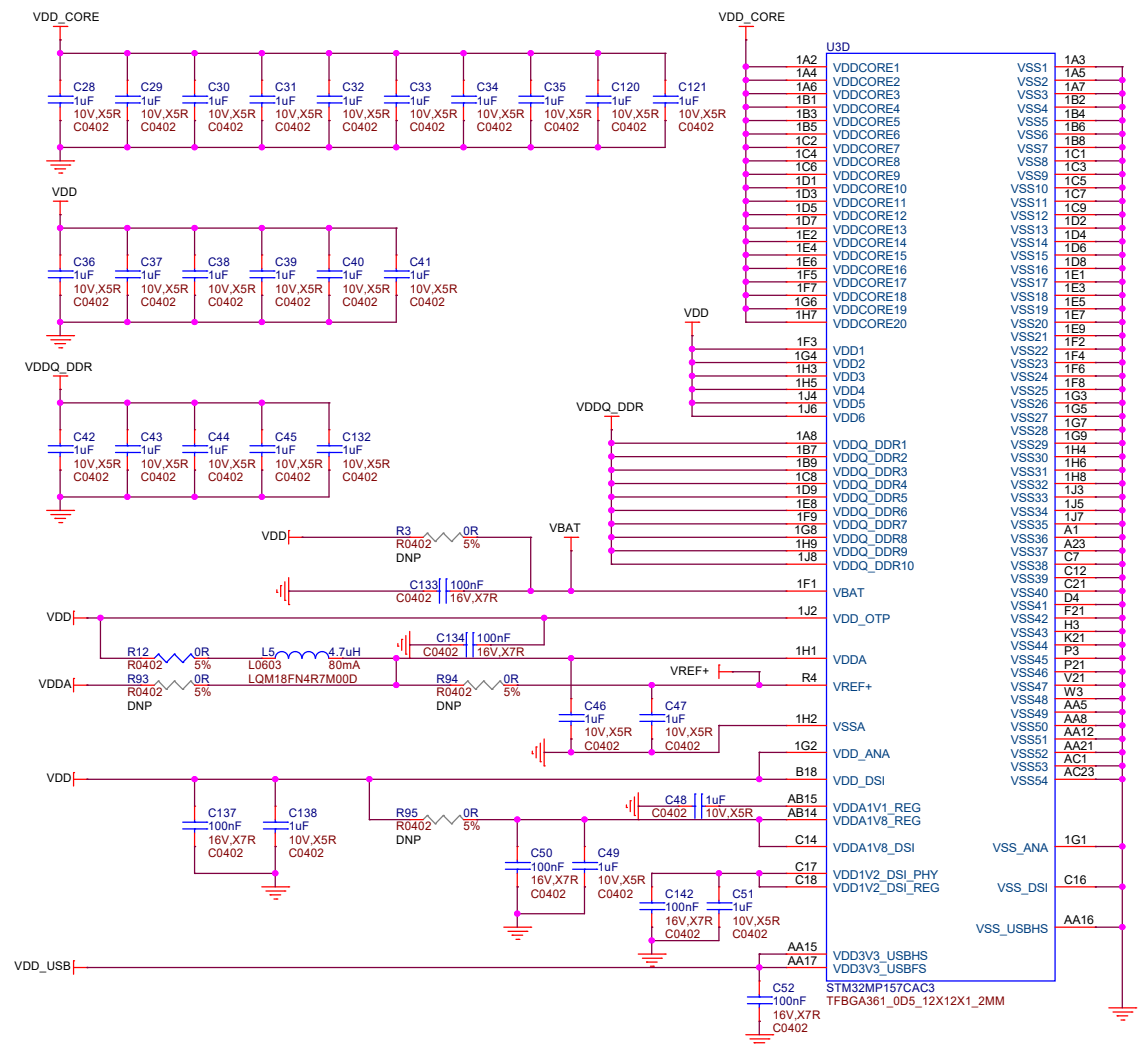 VDD_CORE
C28
1uF
10V,X5R
C0402
C29
1uF
10V,X5R
C0402
C30
1uF
10V,X5R
C0402
C31
1uF
10V,X5R
C0402
C32
1uF
10V,X5R
C0402
C33
1uF
10V,X5R
C0402
C34
1uF
10V,X5R
C0402
C35
1uF
10V,X5R
C0402
C120
1uF
10V,X5R
C0402
C121
1uF
10V,X5R
C0402
VDD
C36
1uF
10V,X5R
C0402
C37
1uF
10V,X5R
C0402
C38
1uF
10V,X5R
C0402
C39
1uF
10V,X5R
C0402
C40
1uF
10V,X5R
C0402
C41
1uF
10V,X5R
C0402
VDDQ_DDR
C42
1uF
10V,X5R
C0402
C43
1uF
10V,X5R
C0402
C44
1uF
10V,X5R
C0402
C45
1uF
10V,X5R
C0402
C132
1uF
10V,X5R
C0402
VDD_CORE
VDD
VDDQ_DDR
VDD
R3 0R
R0402 5%
DNP
VBAT
C133 100nF
C0402 16V,X7R
VDD
C134 100nF
C0402 16V,X7R
R12 0R
R0402 5%
L5 4.7uH
L0603 80mA
LQM18FN4R7M00D
VDDA
R93 0R
R0402 5%
DNP
R94 0R
R0402 5%
DNP
VREF+
C46
1uF
10V,X5R
C0402
C47
1uF
10V,X5R
C0402
VDD
C137
100nF
16V,X7R
C0402
C138
1uF
10V,X5R
C0402
R95 0R
R0402 5%
DNP
C48 1uF
C0402 10V,X5R
C50
100nF
16V,X7R
C0402
C49
1uF
10V,X5R
C0402
C142
100nF
16V,X7R
C0402
C51
1uF
10V,X5R
C0402
VDD_USB
C52
100nF
16V,X7R
C0402
U3D
1A2 VDDCORE1
1A4 VDDCORE2
1A6 VDDCORE3
1B1 VDDCORE4
1B3 VDDCORE5
1B5 VDDCORE6
1C2 VDDCORE7
1C4 VDDCORE8
1C6 VDDCORE9
1D1 VDDCORE10
1D3 VDDCORE11
1D5 VDDCORE12
1D7 VDDCORE13
1E2 VDDCORE14
1E4 VDDCORE15
1E6 VDDCORE16
1F5 VDDCORE17
1F7 VDDCORE18
1G6 VDDCORE19
1H7 VDDCORE20
1F3 VDD1
1G4 VDD2
1H3 VDD3
1H5 VDD4
1J4 VDD5
1J6 VDD6
1A8 VDDQ_DDR1
1B7 VDDQ_DDR2
1B9 VDDQ_DDR3
1C8 VDDQ_DDR4
1D9 VDDQ_DDR5
1E8 VDDQ_DDR6
1F9 VDDQ_DDR7
1G8 VDDQ_DDR8
1H9 VDDQ_DDR9
1J8 VDDQ_DDR10
1F1 VBAT
1J2 VDD_OTP
1H1 VDDA
R4 VREF+
1H2 VSSA
1G2 VDD_ANA
B18 VDD_DSI
AB15 VDDA1V1_REG
AB14 VDDA1V8_REG
C14 VDDA1V8_DSI
C17 VDD1V2_DSI_PHY
C18 VDD1V2_DSI_REG
AA15 VDD3V3_USBHS
AA17 VDD3V3_USBFS
VSS1 1A3
VSS2 1A5
VSS3 1A7
VSS4 1B2
VSS5 1B4
VSS6 1B6
VSS7 1B8
VSS8 1C1
VSS9 1C3
VSS10 1C5
VSS11 1C7
VSS12 1C9
VSS13 1D2
VSS14 1D4
VSS15 1D6
VSS16 1D8
VSS17 1E1
VSS18 1E3
VSS19 1E5
VSS20 1E7
VSS21 1E9
VSS22 1F2
VSS23 1F4
VSS24 1F6
VSS25 1F8
VSS26 1G3
VSS27 1G5
VSS28 1G7
VSS29 1G9
VSS30 1H4
VSS31 1H6
VSS32 1H8
VSS33 1J3
VSS34 1J5
VSS35 1J7
VSS36 A1
VSS37 A23
VSS38 C7
VSS39 C12
VSS40 C21
VSS41 D4
VSS42 F21
VSS43 H3
VSS44 K21
VSS45 P3
VSS46 P21
VSS47 V21
VSS48 W3
VSS49 AA5
VSS50 AA8
VSS51 AA12
VSS52 AA21
VSS53 AC1
VSS54 AC23
VSS_ANA 1G1
VSS_DSI C16
VSS_USBHS AA16
STM32MP157CAC3
TFBGA361_0D5_12X12X1_2MM